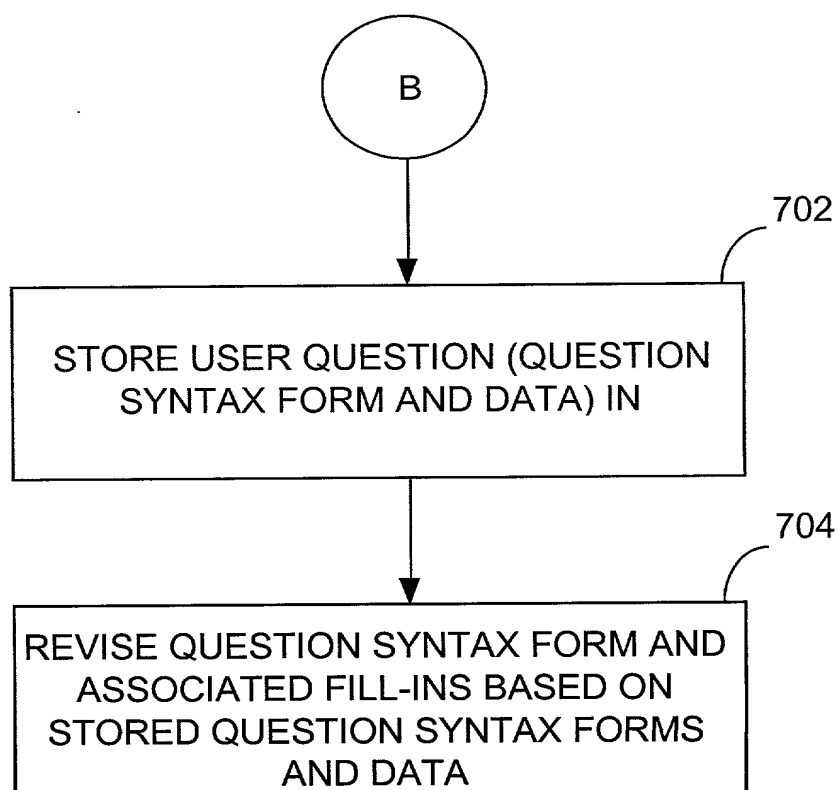 B
702
STORE USER QUESTION (QUESTION
SYNTAX FORM AND DATA) IN
704
REVISE QUESTION SYNTAX FORM AND
ASSOCIATED FILL-INS BASED ON
STORED QUESTION SYNTAX FORMS
AND DATA